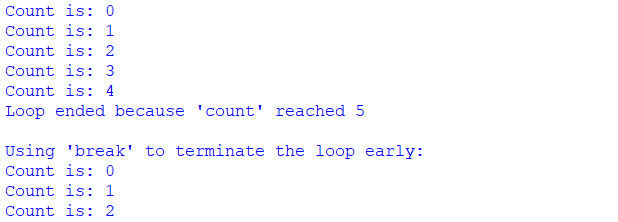 Count is: 0
Count is: 1
Count is: 2
Count is: 3
Count is: 4
Loop ended because 'count' reached 5

Using 'break' to terminate the loop early:
Count is: 0
Count is: 1
Count is: 2